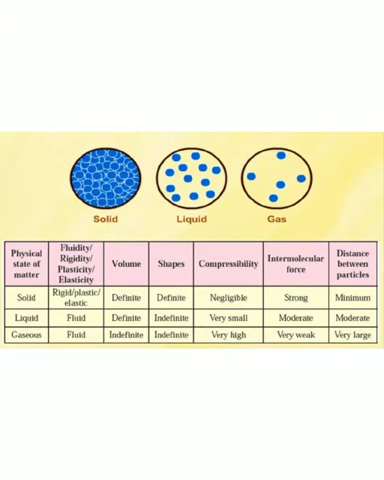 Solid Liquid Gas
Physical state of matter | Fluidity/ Rigidity/ Plasticity/ Elasticity | Volume | Shapes | Compressibility | Intermolecular force | Distance between particles
Solid | Rigid/plastic/ elastic | Definite | Definite | Negligible | Strong | Minimum
Liquid | Fluid | Definite | Indefinite | Very small | Moderate | Moderate
Gaseous | Fluid | Indefinite | Indefinite | Very high | Very weak | Very large